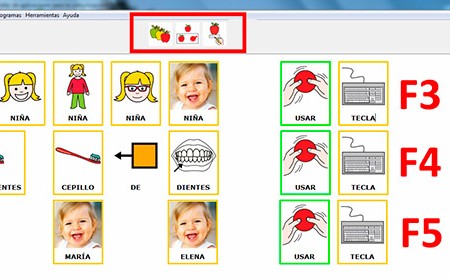 ogramas Herramientas Ayuda
NIÑA NIÑA NIÑA NIÑA USAR TECLA F3
ENTES CEPILLO DE DIENTES USAR TECLA F4
MARÍA ELENA USAR TECLA F5